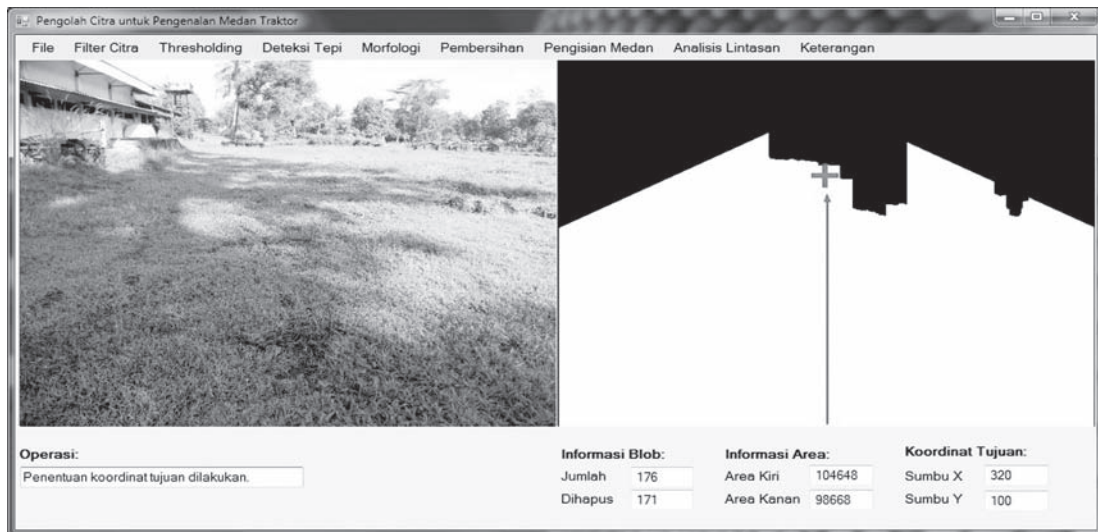 Pengolah Citra untuk Pengenalan Medan Traktor
File Filter Citra Thresholding Deteksi Tepi Morfologi Pembersihan Pengisian Medan Analisis Lintasan Keterangan
Operasi:
Penentuan koordinat tujuan dilakukan.
Informasi Blob:
Jumlah 176
Dihapus 171
Informasi Area:
Area Kiri 104648
Area Kanan 98668
Koordinat Tujuan:
Sumbu X 320
Sumbu Y 100